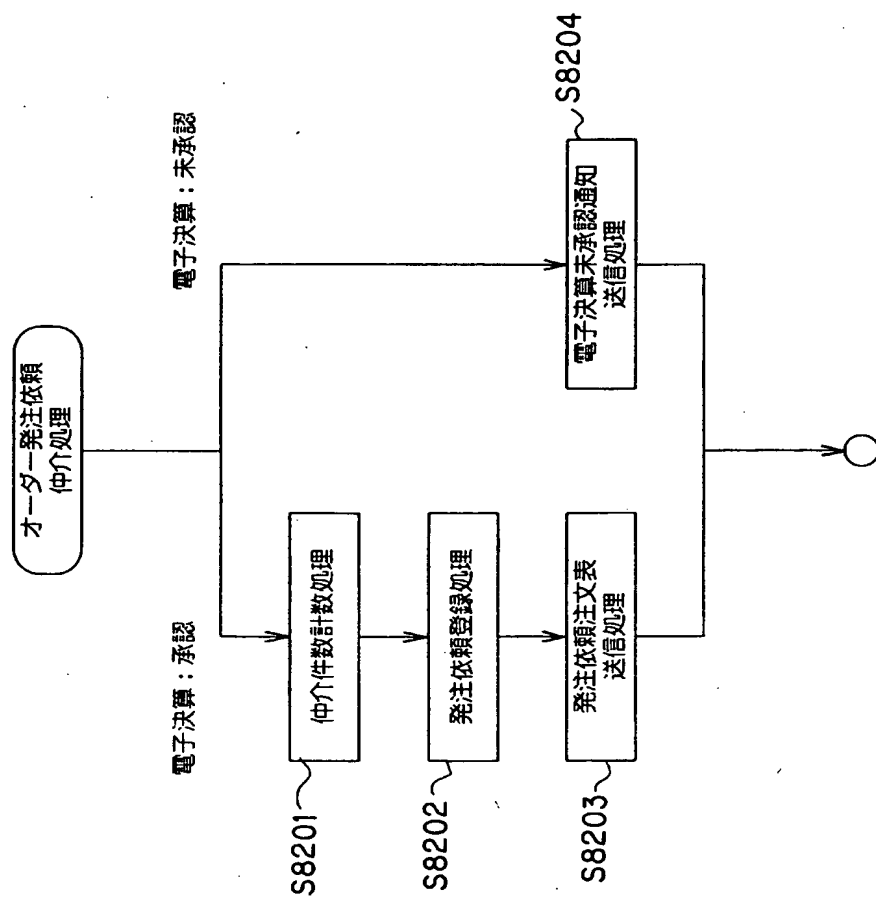 オーダー発注依頼
仲介処理
電子決算：承認
電子決算：未承認
S8201
仲介件数計数処理
S8202
発注依頼登録処理
S8203
発注依頼注文表
送信処理
S8204
電子決算未承認通知
送信処理